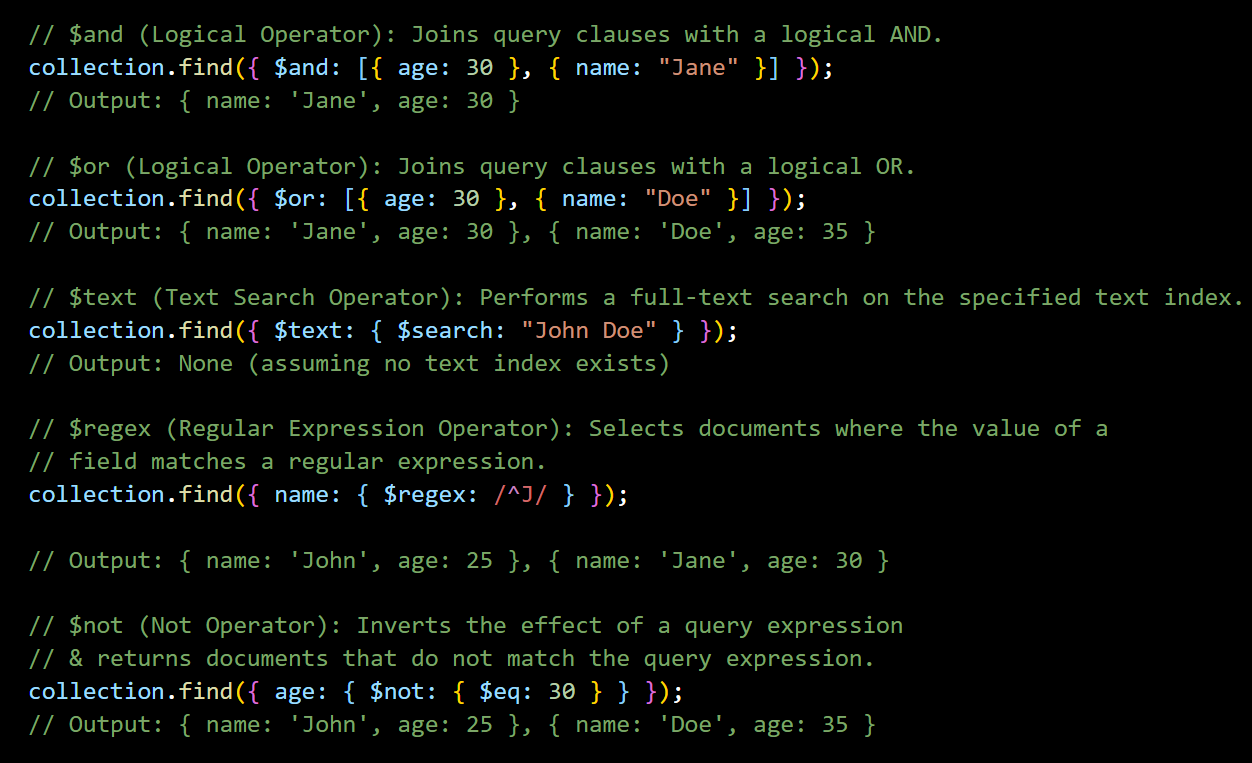 // $and (Logical Operator): Joins query clauses with a logical AND.
collection.find({ $and: [{ age: 30 }, { name: "Jane" }] });
// Output: { name: 'Jane', age: 30 }
// $or (Logical Operator): Joins query clauses with a logical OR.
collection.find({ $or: [{ age: 30 }, { name: "Doe" }] });
// Output: { name: 'Jane', age: 30 }, { name: 'Doe', age: 35 }
// $text (Text Search Operator): Performs a full-text search on the specified text index.
collection.find({ $text: { $search: "John Doe" } });
// Output: None (assuming no text index exists)
// $regex (Regular Expression Operator): Selects documents where the value of a
// field matches a regular expression.
collection.find({ name: { $regex: /^J/ } });
// Output: { name: 'John', age: 25 }, { name: 'Jane', age: 30 }
// $not (Not Operator): Inverts the effect of a query expression
// & returns documents that do not match the query expression.
collection.find({ age: { $not: { $eq: 30 } } });
// Output: { name: 'John', age: 25 }, { name: 'Doe', age: 35 }